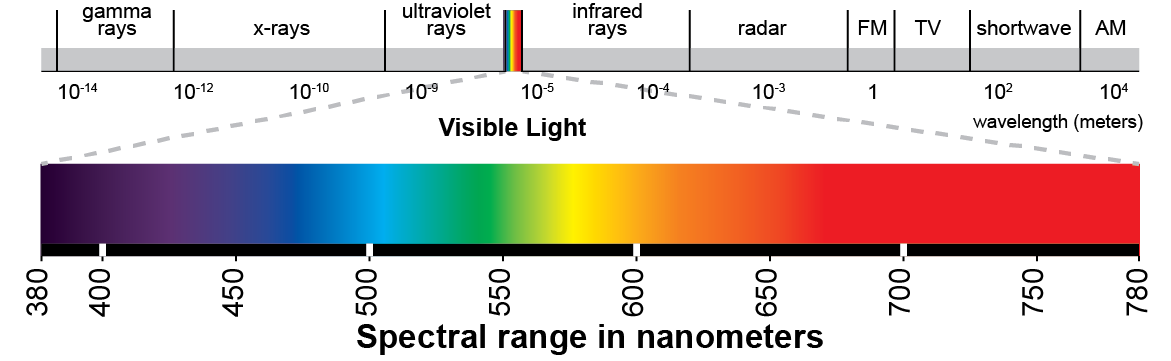 gamma rays x-rays ultraviolet rays infrared rays radar FM TV shortwave AM
10-14 10-12 10-10 10-9 10-5 10-4 10-3 1 102 104
wavelength (meters)
Visible Light
380 400 450 500 550 600 650 700 750 780
Spectral range in nanometers